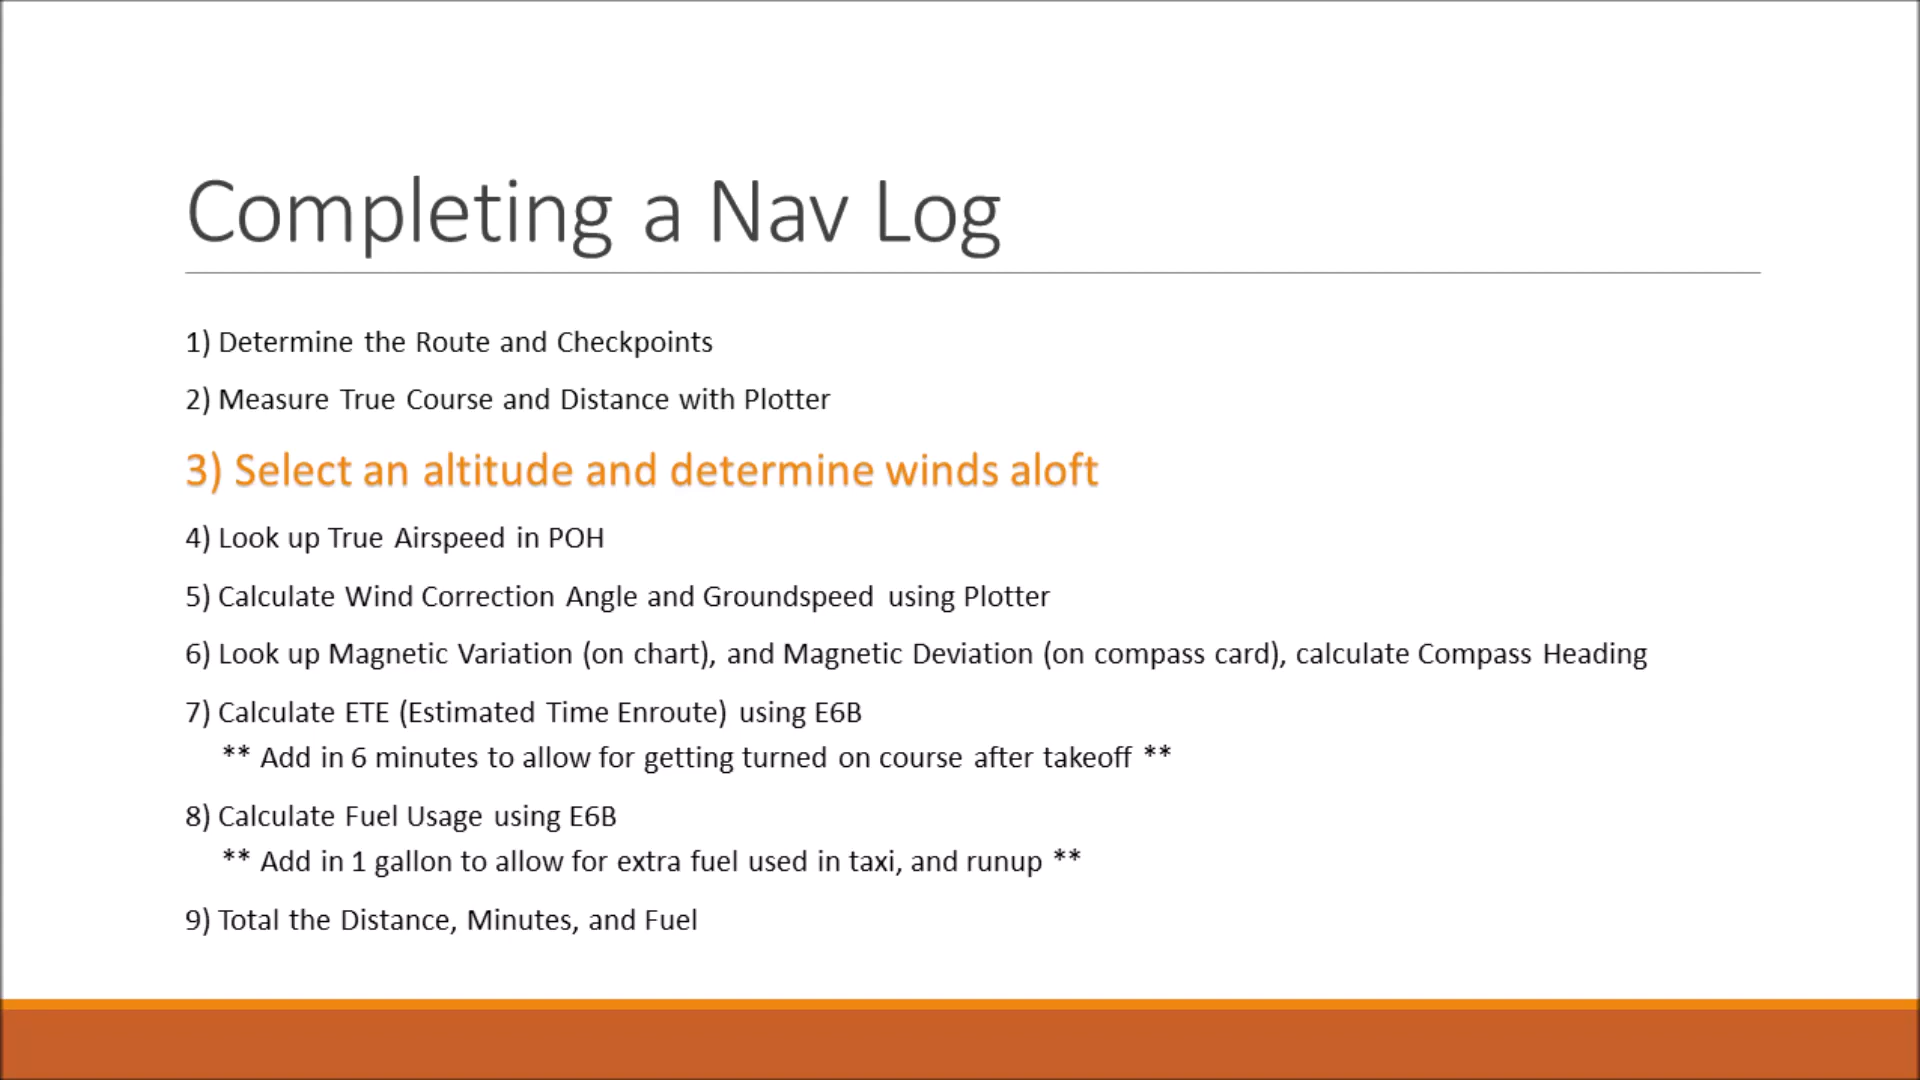 Completing a Nav Log
1) Determine the Route and Checkpoints
2) Measure True Course and Distance with Plotter
3) Select an altitude and determine winds aloft
4) Look up True Airspeed in POH
5) Calculate Wind Correction Angle and Groundspeed using Plotter
6) Look up Magnetic Variation (on chart), and Magnetic Deviation (on compass card), calculate Compass Heading
7) Calculate ETE (Estimated Time Enroute) using E6B
** Add in 6 minutes to allow for getting turned on course after takeoff **
8) Calculate Fuel Usage using E6B
** Add in 1 gallon to allow for extra fuel used in taxi, and runup **
9) Total the Distance, Minutes, and Fuel